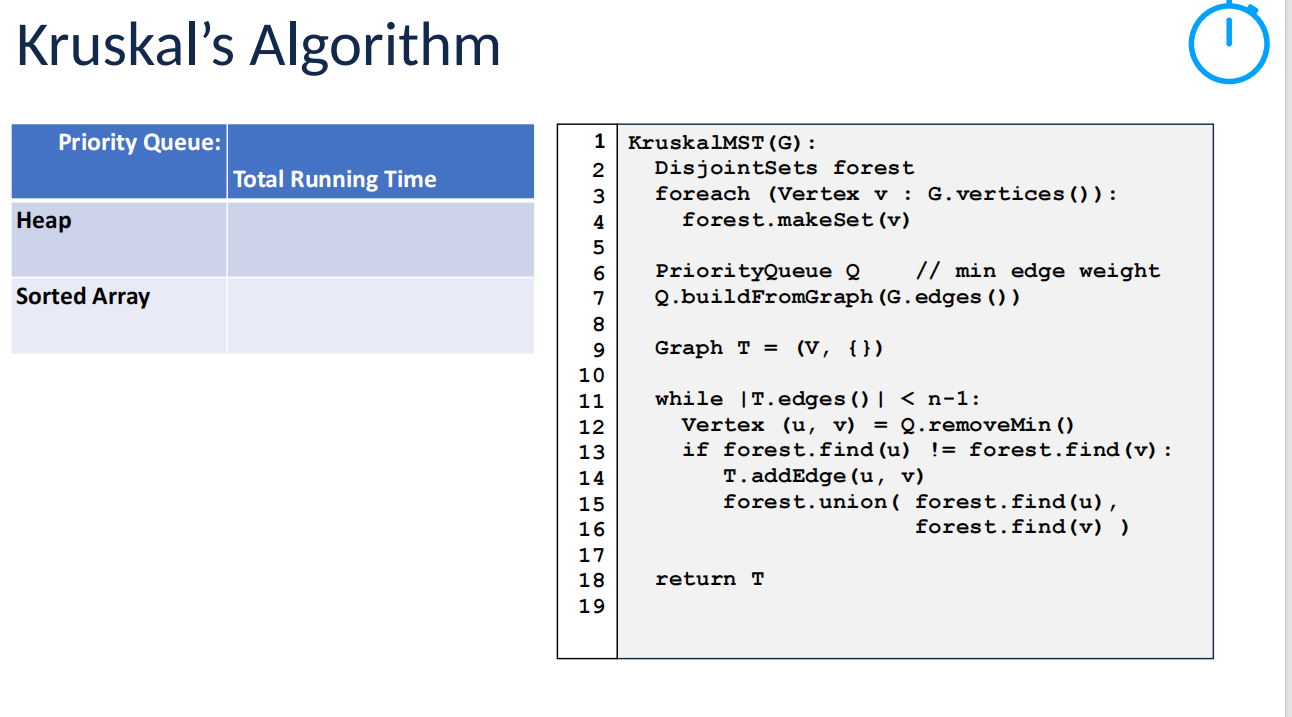 Kruskal’s Algorithm
Priority Queue:
Total Running Time
Heap
Sorted Array
1 KruskalMST(G):
2   DisjointSets forest
3   foreach (Vertex v : G.vertices()):
4     forest.makeSet(v)
5
6   PriorityQueue Q    // min edge weight
7   Q.buildFromGraph(G.edges())
8
9   Graph T = (V, {})
10
11   while |T.edges()| < n-1:
12     Vertex (u, v) = Q.removeMin()
13     if forest.find(u) != forest.find(v):
14        T.addEdge(u, v)
15        forest.union( forest.find(u),
16                      forest.find(v) )
17
18   return T
19